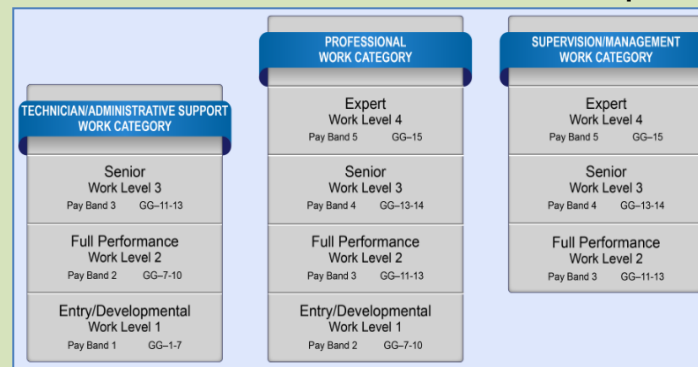 TECHNICIAN/ADMINISTRATIVE SUPPORT
WORK CATEGORY
Senior
Work Level 3
Pay Band 3 GG–11-13
Full Performance
Work Level 2
Pay Band 2 GG–7-10
Entry/Developmental
Work Level 1
Pay Band 1 GG–1-7
PROFESSIONAL
WORK CATEGORY
Expert
Work Level 4
Pay Band 5 GG–15
Senior
Work Level 3
Pay Band 4 GG–13-14
Full Performance
Work Level 2
Pay Band 3 GG–11-13
Entry/Developmental
Work Level 1
Pay Band 2 GG–7-10
SUPERVISION/MANAGEMENT
WORK CATEGORY
Expert
Work Level 4
Pay Band 5 GG–15
Senior
Work Level 3
Pay Band 4 GG–13-14
Full Performance
Work Level 2
Pay Band 3 GG–11-13